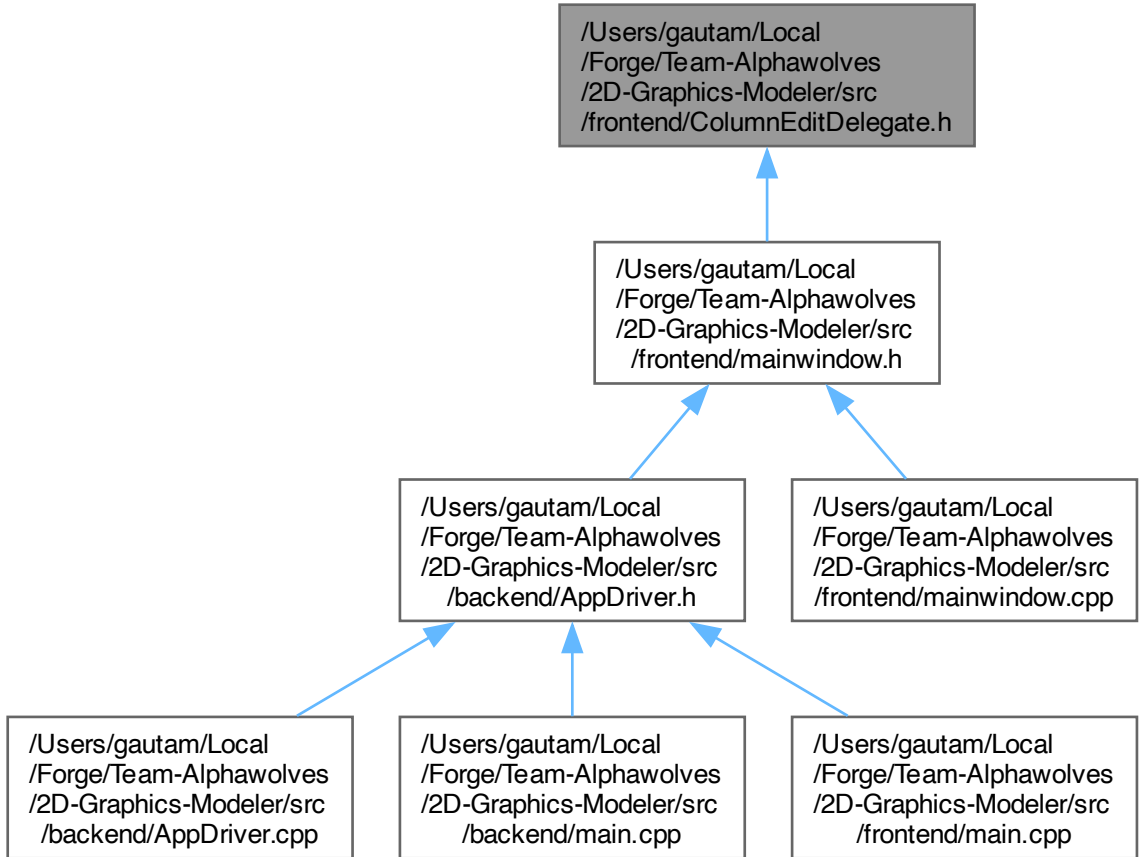 /Users/gautam/Local
/Forge/Team-Alphawolves
/2D-Graphics-Modeler/src
/frontend/ColumnEditDelegate.h
/Users/gautam/Local
/Forge/Team-Alphawolves
/2D-Graphics-Modeler/src
/frontend/mainwindow.h
/Users/gautam/Local
/Forge/Team-Alphawolves
/2D-Graphics-Modeler/src
/backend/AppDriver.h
/Users/gautam/Local
/Forge/Team-Alphawolves
/2D-Graphics-Modeler/src
/frontend/mainwindow.cpp
/Users/gautam/Local
/Forge/Team-Alphawolves
/2D-Graphics-Modeler/src
/backend/AppDriver.cpp
/Users/gautam/Local
/Forge/Team-Alphawolves
/2D-Graphics-Modeler/src
/backend/main.cpp
/Users/gautam/Local
/Forge/Team-Alphawolves
/2D-Graphics-Modeler/src
/frontend/main.cpp